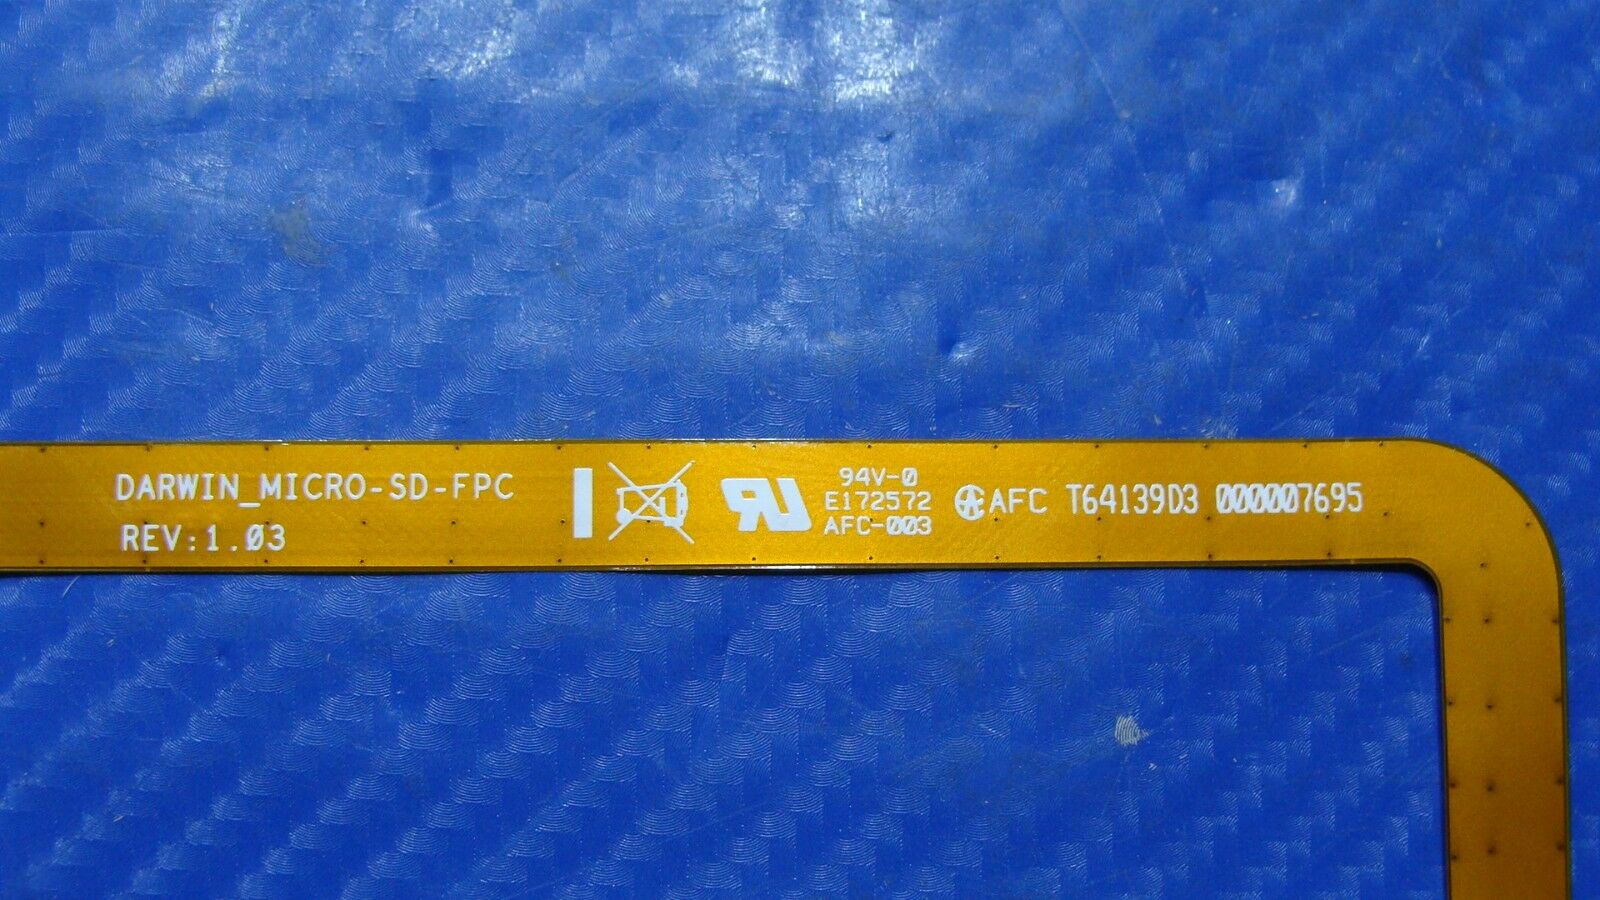 DARWIN_MICRO-SD-FPC
REV:1.03
94V-0
E172572
AFC-003
AFC T64139D3 000007695